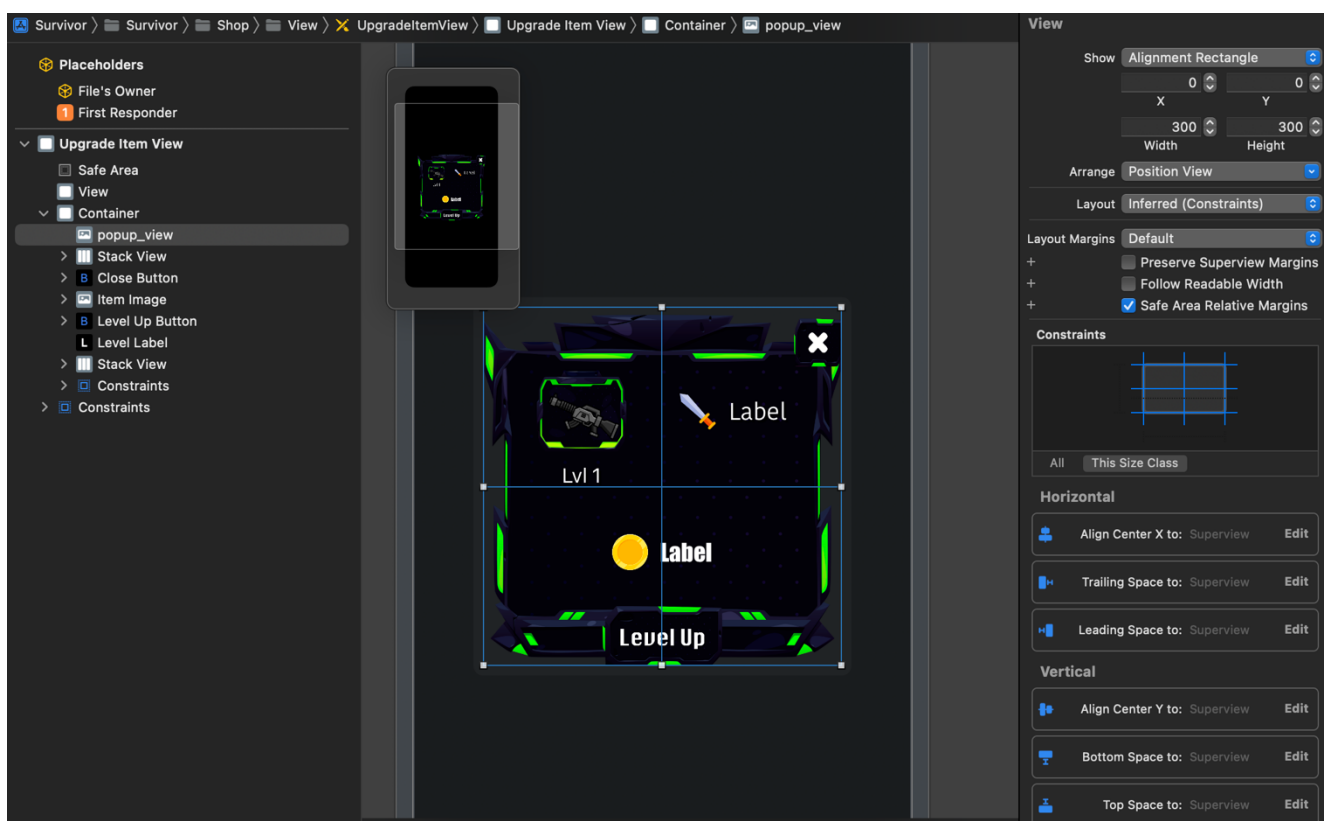 Survivor Survivor Shop View UpgradeItemView Upgrade Item View Container popup_view
Placeholders
File's Owner
1 First Responder
Upgrade Item View
Safe Area
View
Container
popup_view
Stack View
B Close Button
Item Image
B Level Up Button
L Level Label
Stack View
Constraints
Constraints
Label
Lvl 1
Label
Level Up
View
Show Alignment Rectangle
0 0
X Y
300 300
Width Height
Arrange Position View
Layout Inferred (Constraints)
Layout Margins Default
+ Preserve Superview Margins
+ Follow Readable Width
+ Safe Area Relative Margins
Constraints
All This Size Class
Horizontal
Align Center X to: Superview Edit
Trailing Space to: Superview Edit
Leading Space to: Superview Edit
Vertical
Align Center Y to: Superview Edit
Bottom Space to: Superview Edit
Top Space to: Superview Edit